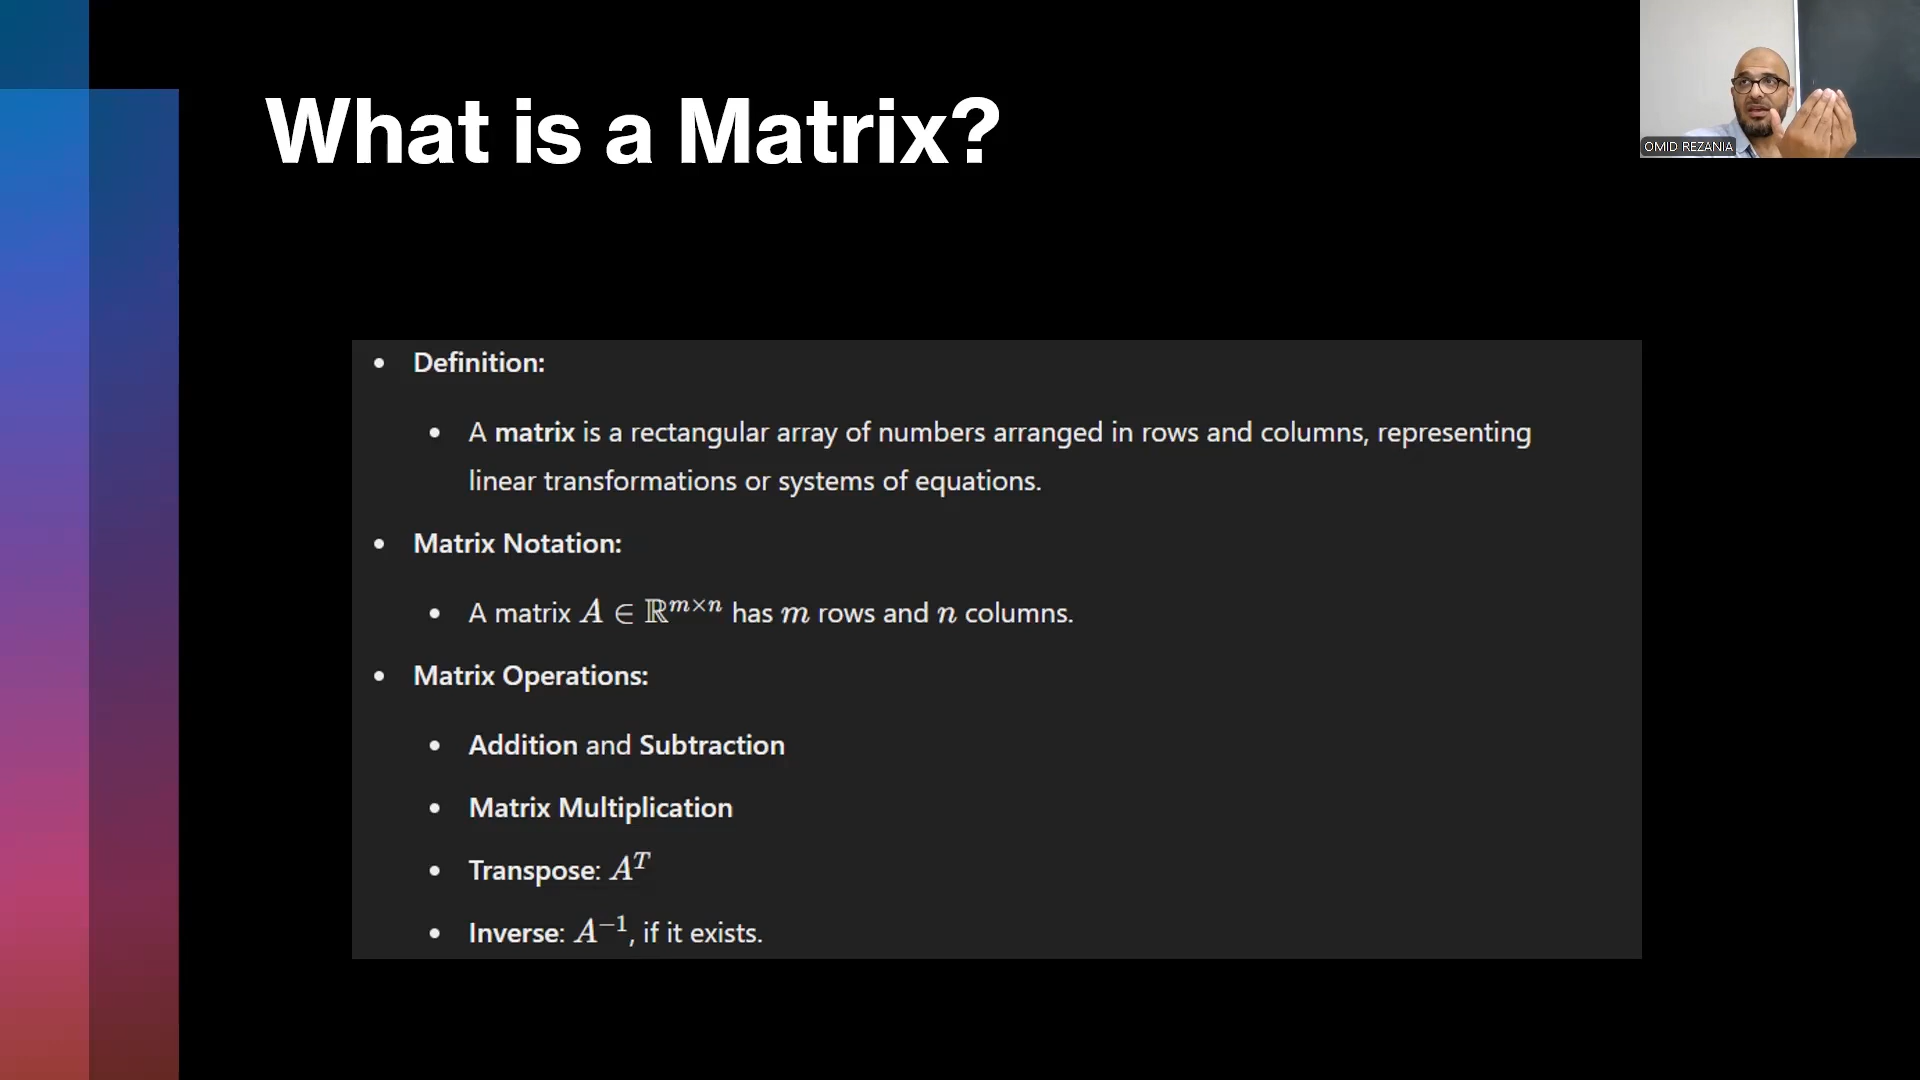 What is a Matrix?
OMID REZANIA
• Definition:
• A matrix is a rectangular array of numbers arranged in rows and columns, representing
linear transformations or systems of equations.
• Matrix Notation:
• A matrix A ∈ ℝ^{m×n} has m rows and n columns.
• Matrix Operations:
• Addition and Subtraction
• Matrix Multiplication
• Transpose: A^T
• Inverse: A^{−1}, if it exists.